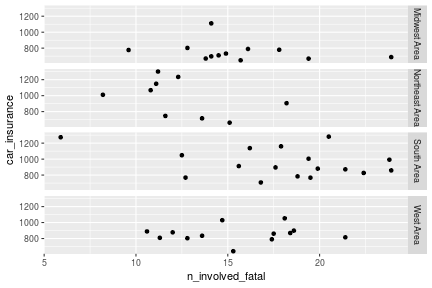 1200
1000
800
Midwest Area
1200
1000
800
Northeast Area
1200
1000
800
South Area
1200
1000
800
West Area
5
10
15
20
n_involved_fatal
car_insurance